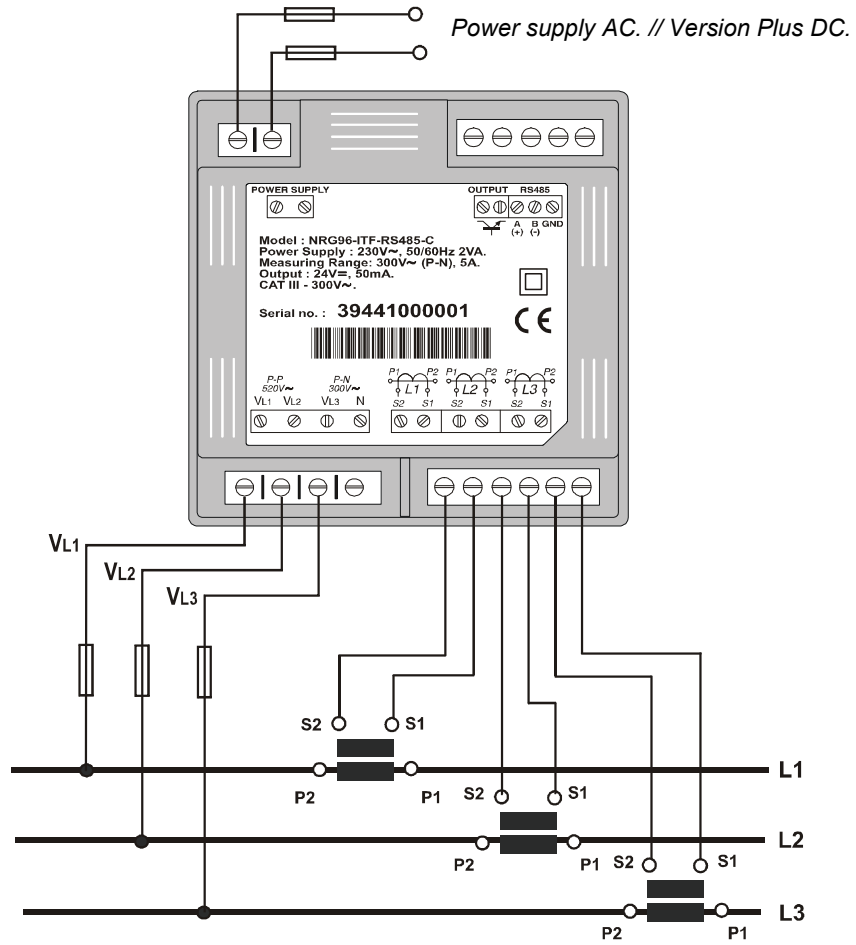 Power supply AC. // Version Plus DC.
POWER SUPPLY
OUTPUT RS485
A B GND
(+) (-)
Model : NRG96-ITF-RS485-C
Power Supply : 230V~, 50/60Hz 2VA.
Measuring Range: 300V~ (P-N), 5A.
Output : 24V=, 50mA.
CAT III - 300V~.
Serial no. : 39441000001
CE
P-P P-N
520V~ 300V~
P1 P2 P1 P2 P1 P2
L1 L2 L3
VL1 VL2 VL3 N
S2 S1 S2 S1 S2 S1
VL1
VL2
VL3
S2 S1
L1
P2 P1
S2 S1
L2
P2 P1
S2 S1
L3
P2 P1